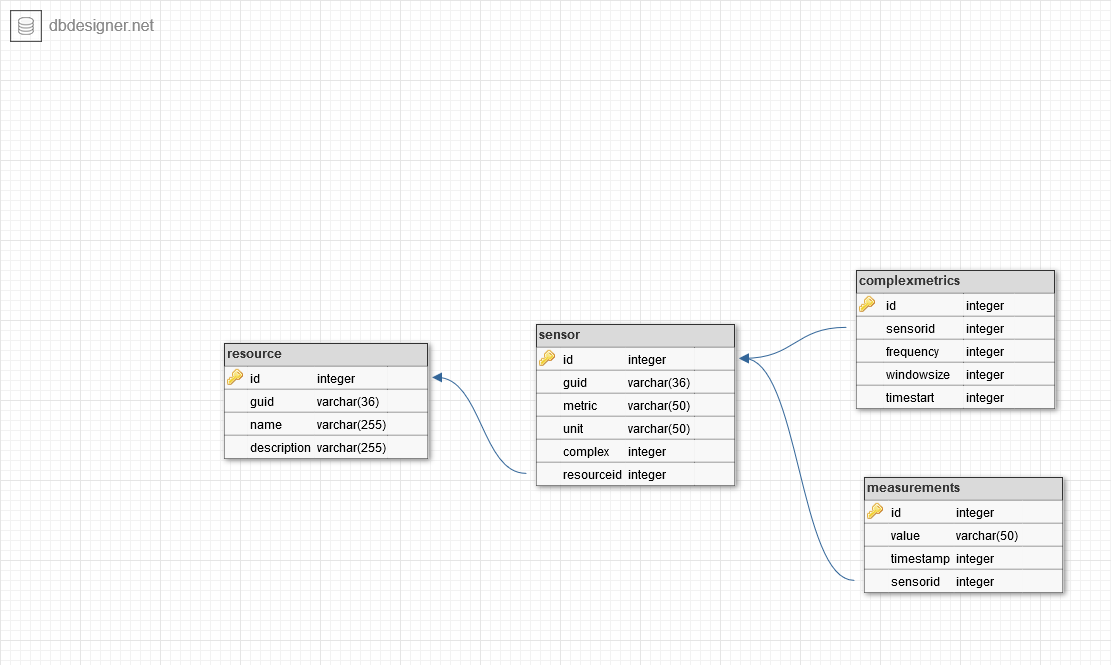 dbdesigner.net
resource
id integer
guid varchar(36)
name varchar(255)
description varchar(255)
sensor
id integer
guid varchar(36)
metric varchar(50)
unit varchar(50)
complex integer
resourceid integer
complexmetrics
id integer
sensorid integer
frequency integer
windowsize integer
timestart integer
measurements
id integer
value varchar(50)
timestamp integer
sensorid integer